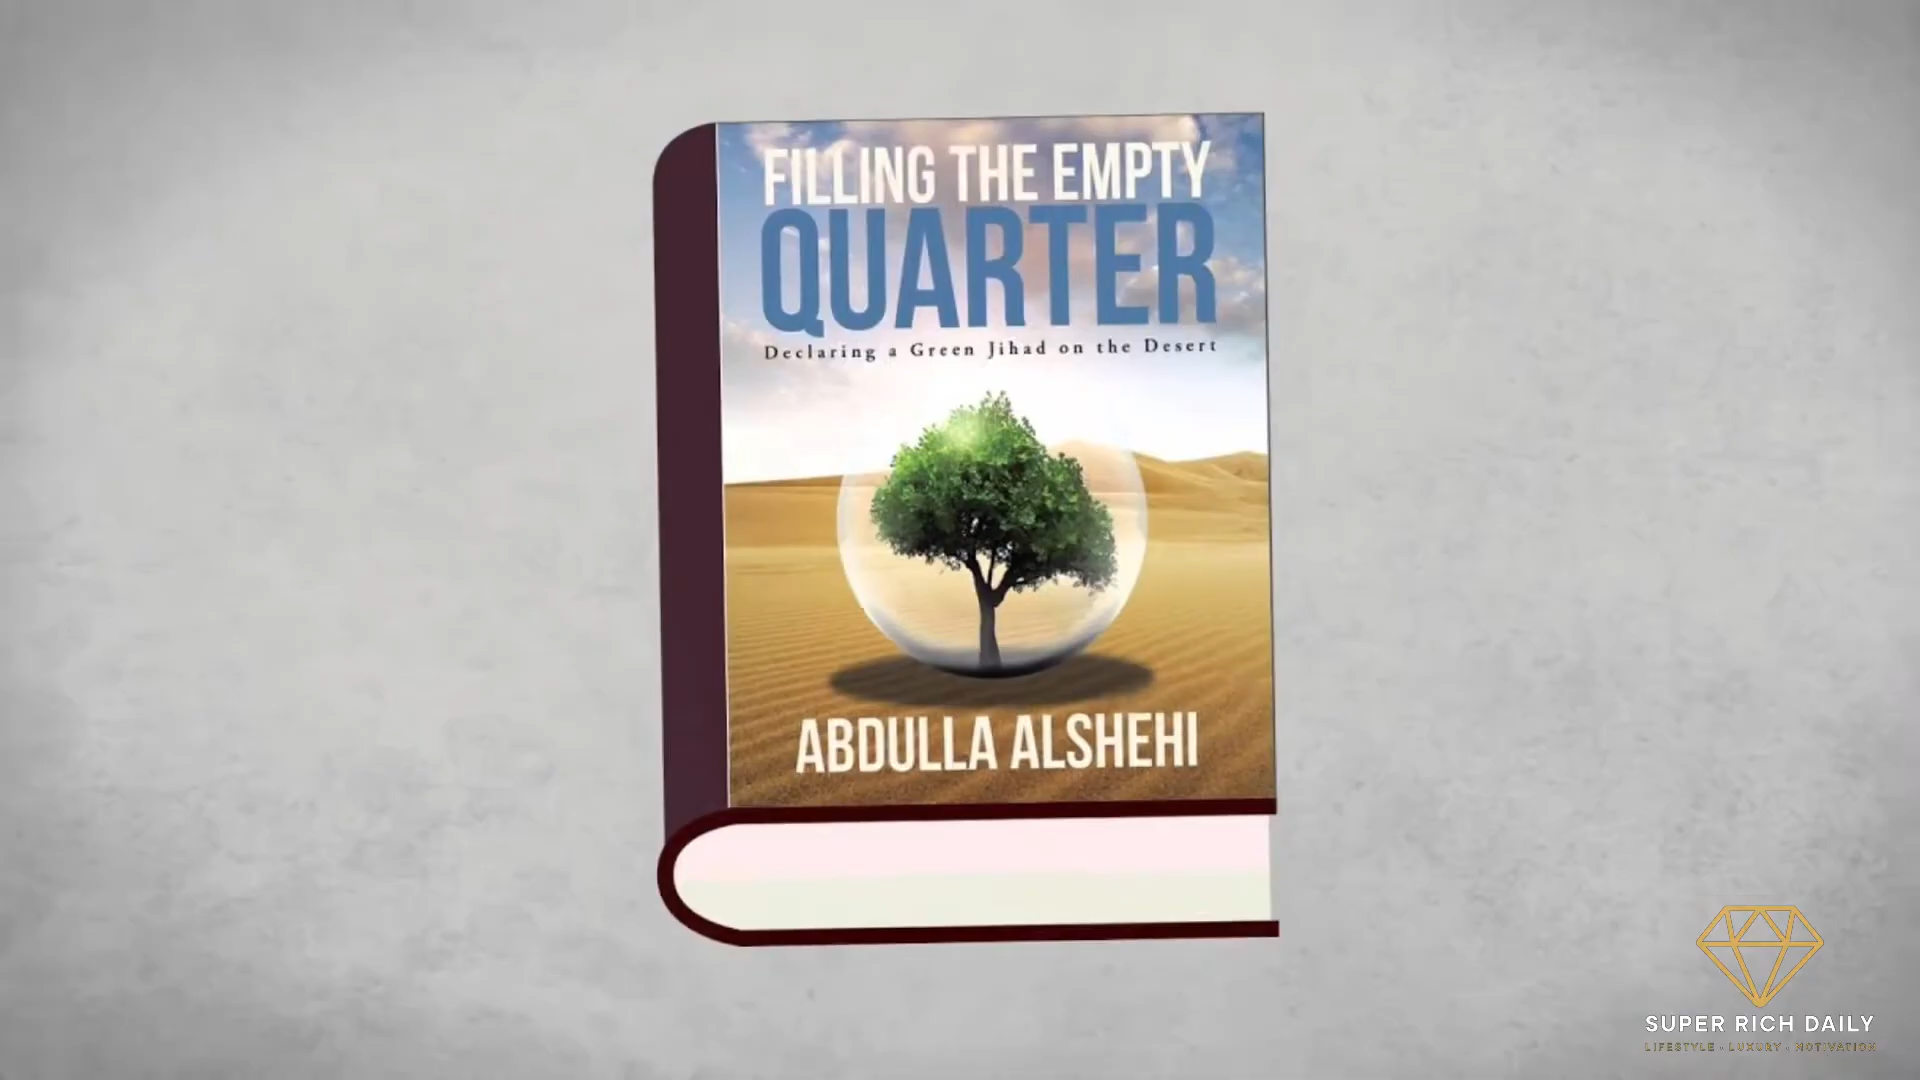 FILLING THE EMPTY
QUARTER
Declaring a Green Jihad on the Desert
ABDULLA ALSHEHI
SUPER RICH DAILY
LIFESTYLE · LUXURY · MOTIVATION